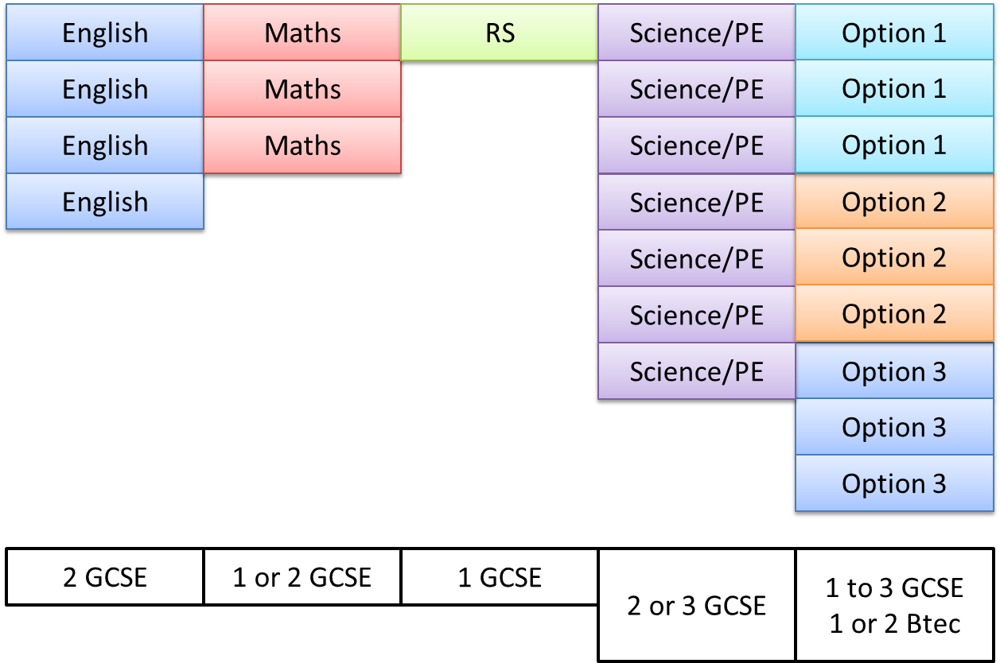 English Maths RS Science/PE Option 1
English Maths Science/PE Option 1
English Maths Science/PE Option 1
English Science/PE Option 2
Science/PE Option 2
Science/PE Option 2
Science/PE Option 3
Option 3
Option 3
2 GCSE 1 or 2 GCSE 1 GCSE 2 or 3 GCSE 1 to 3 GCSE
1 or 2 Btec